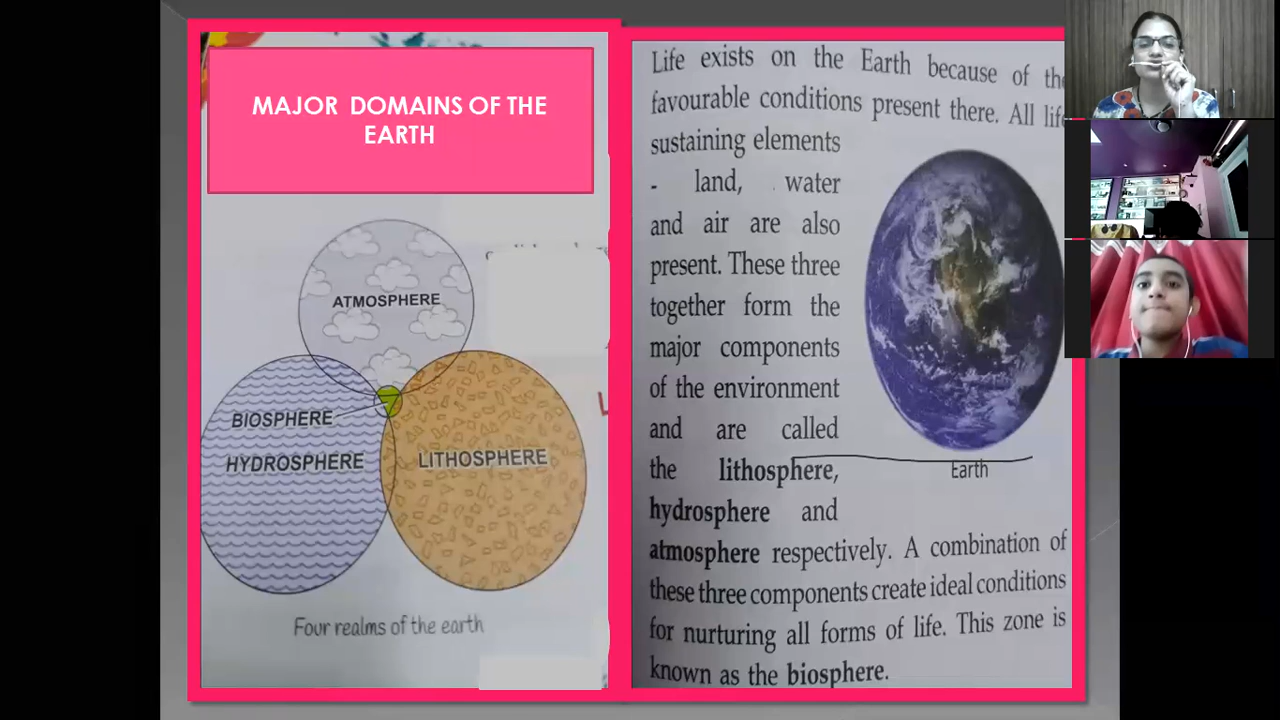 MAJOR DOMAINS OF THE
EARTH
ATMOSPHERE
BIOSPHERE
HYDROSPHERE
LITHOSPHERE
Four realms of the earth
Life exists on the Earth because of the
favourable conditions present there. All life
sustaining elements
- land, water
and air are also
present. These three
together form the
major components
of the environment
and are called
the lithosphere,
hydrosphere and
atmosphere respectively. A combination of
these three components create ideal conditions
for nurturing all forms of life. This zone is
known as the biosphere.
Earth